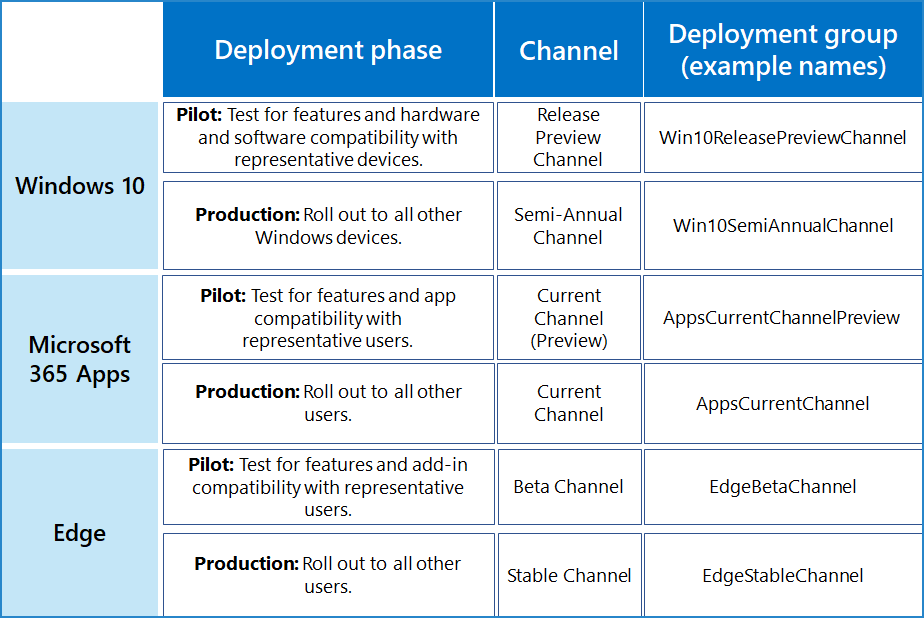 Deployment phase
Channel
Deployment group
(example names)
Windows 10
Pilot: Test for features and hardware
and software compatibility with
representative devices.
Release
Preview
Channel
Win10ReleasePreviewChannel
Production: Roll out to all other
Windows devices.
Semi-Annual
Channel
Win10SemiAnnualChannel
Microsoft
365 Apps
Pilot: Test for features and app
compatibility with
representative users.
Current
Channel
(Preview)
AppsCurrentChannelPreview
Production: Roll out to all other
users.
Current
Channel
AppsCurrentChannel
Edge
Pilot: Test for features and add-in
compatibility with representative
users.
Beta Channel
EdgeBetaChannel
Production: Roll out to all other
users.
Stable Channel
EdgeStableChannel